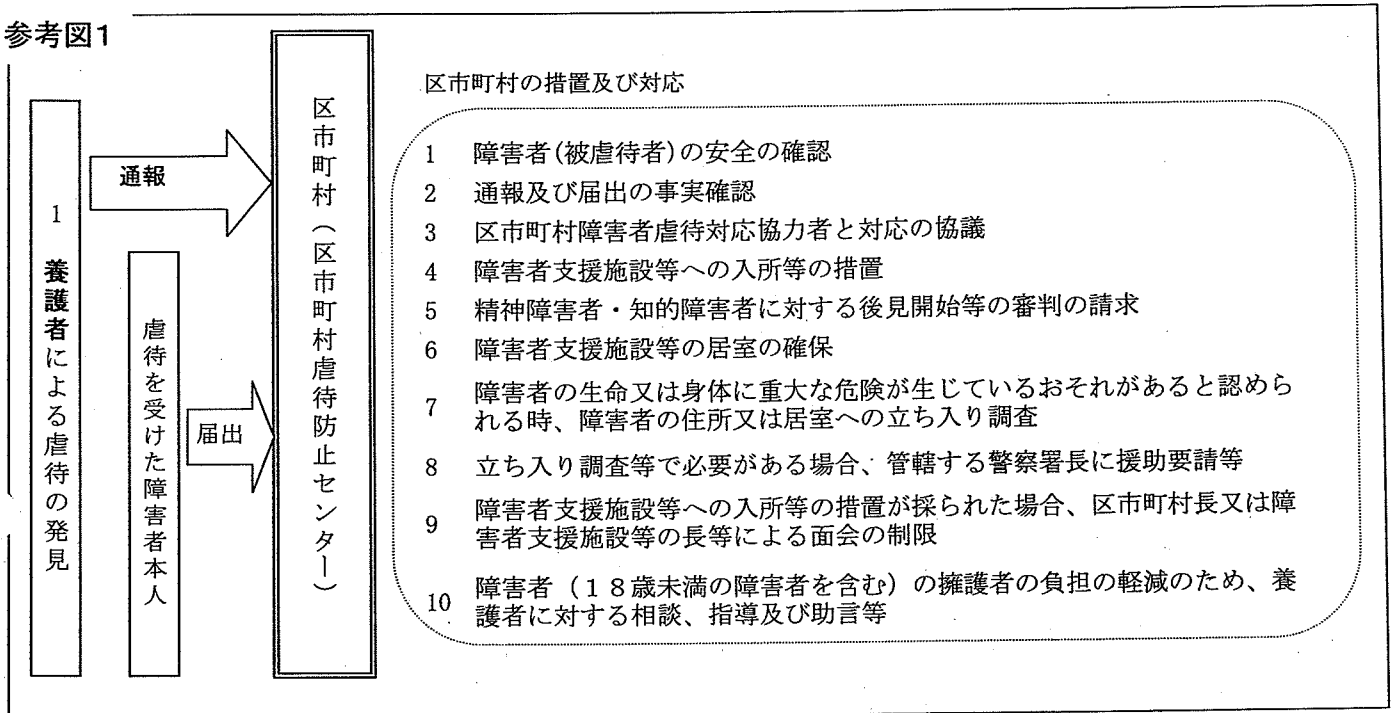 参考図1
1 養護者による虐待の発見
通報
虐待を受けた障害者本人
届出
区市町村(区市町村虐待防止センター)
区市町村の措置及び対応
1 障害者(被虐待者)の安全の確認
2 通報及び届出の事実確認
3 区市町村障害者虐待対応協力者と対応の協議
4 障害者支援施設等への入所等の措置
5 精神障害者・知的障害者に対する後見開始等の審判の請求
6 障害者支援施設等の居室の確保
7 障害者の生命又は身体に重大な危険が生じているおそれがあると認めら
れる時、障害者の住所又は居室への立ち入り調査
8 立ち入り調査等で必要がある場合、管轄する警察署長に援助要請等
9 障害者支援施設等への入所等の措置が採られた場合、区市町村長又は障
害者支援施設等の長等による面会の制限
10 障害者(18歳未満の障害者を含む)の擁護者の負担の軽減のため、養
護者に対する相談、指導及び助言等